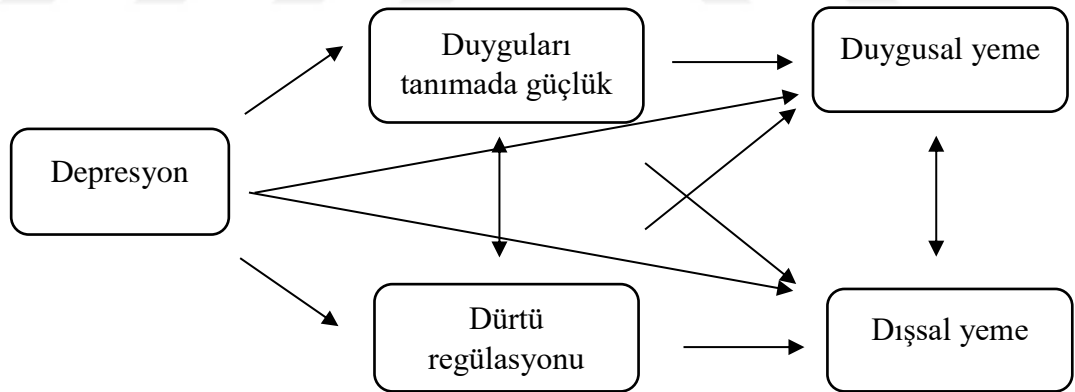 Duyguları
tanımada güçlük
Duygusal yeme
Depresyon
Dürtü
regülasyonu
Dışsal yeme